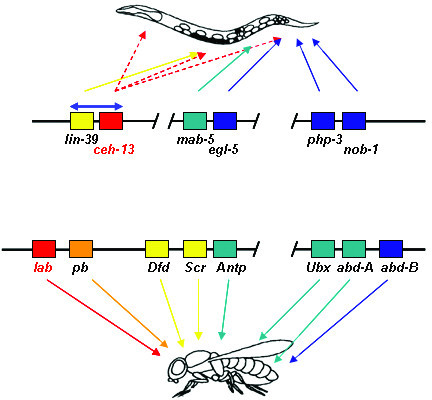 lin-39 ceh-13 mab-5 egl-5 php-3 nob-1
lab pb Dfd Scr Antp Ubx abd-A abd-B